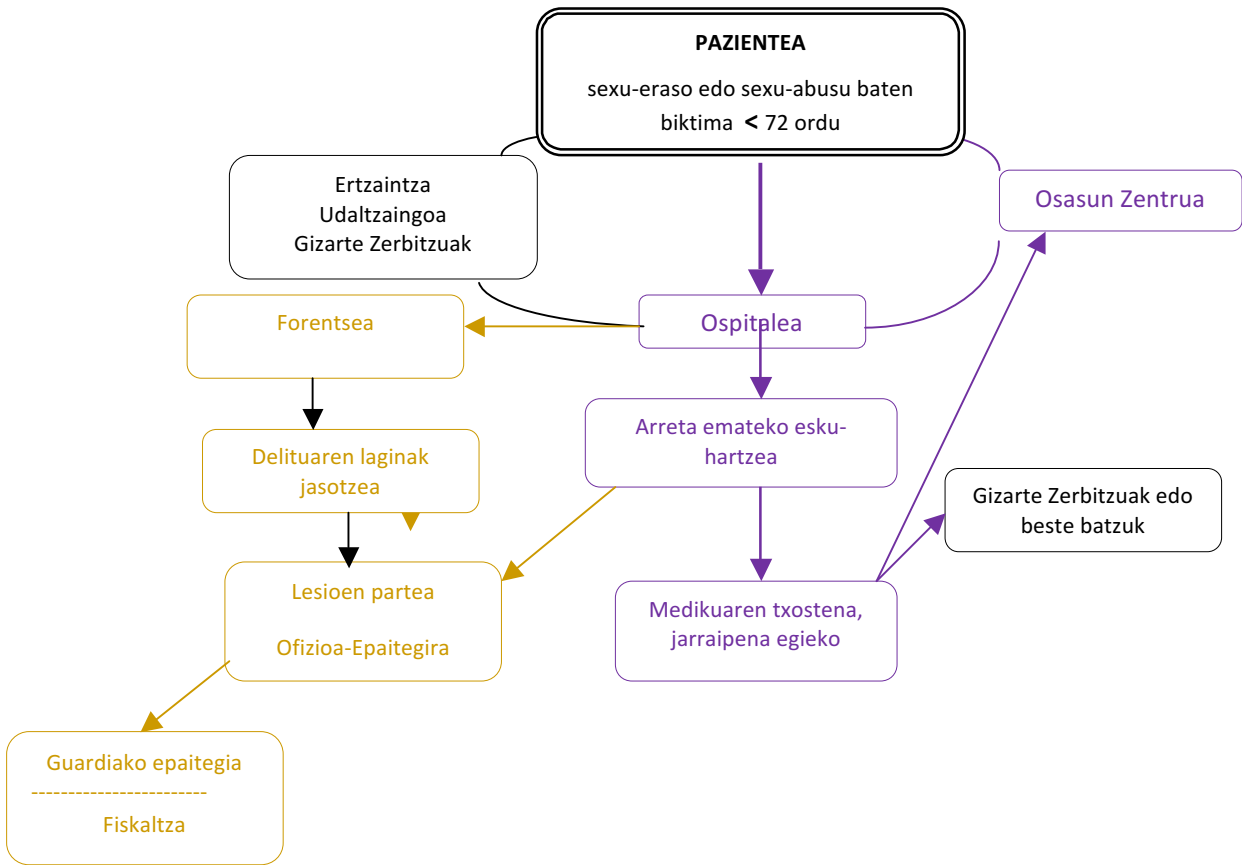 PAZIENTEA
sexu-eraso edo sexu-abusu baten
biktima < 72 ordu
Ertzaintza
Udaltzaingoa
Gizarte Zerbitzuak
Osasun Zentrua
Forentsea
Ospitalea
Arreta emateko esku-
hartzea
Delituaren laginak
jasotzea
Gizarte Zerbitzuak edo
beste batzuk
Lesioen partea
Ofizioa-Epaitegira
Medikuaren txostena,
jarraipena egieko
Guardiako epaitegia
------------------------
Fiskaltza